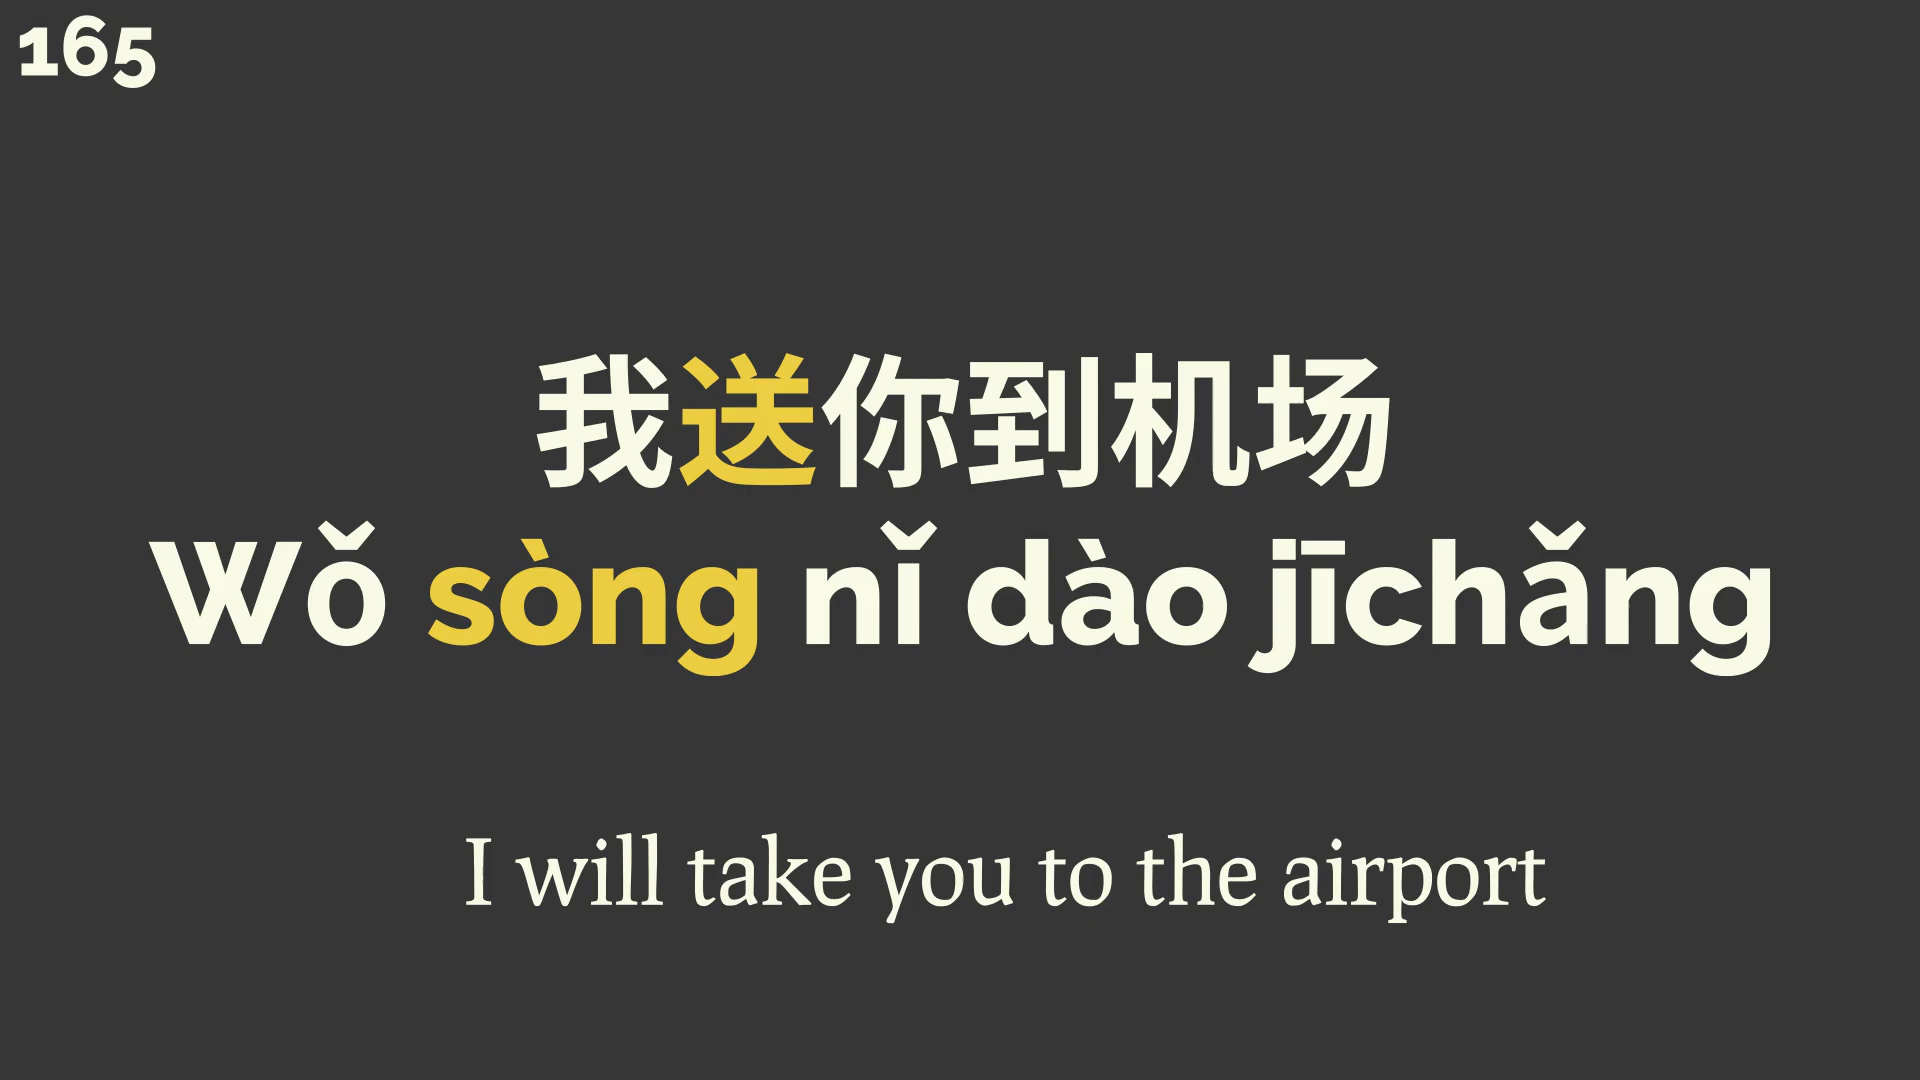 165
我送你到机场
Wǒ sòng nǐ dào jīchǎng
I will take you to the airport